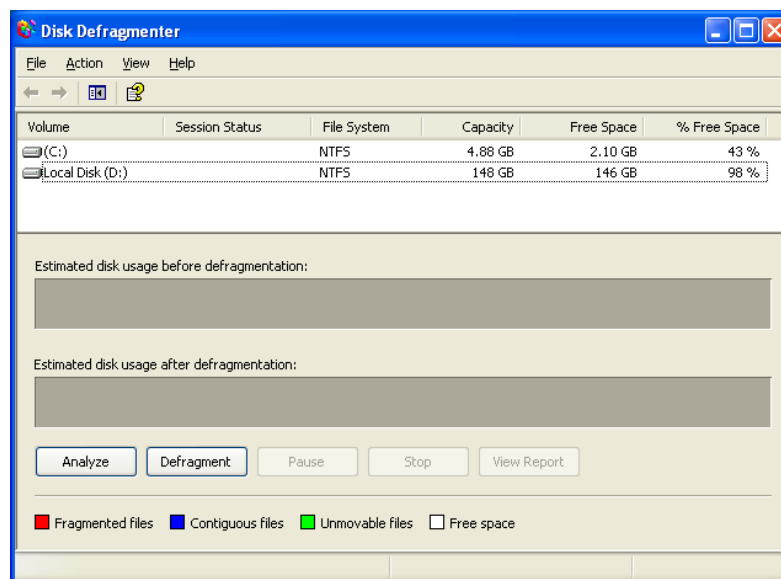 Disk Defragmenter
File Action View Help
Volume Session Status File System Capacity Free Space % Free Space
(C:) NTFS 4.88 GB 2.10 GB 43 %
Local Disk (D:) NTFS 148 GB 146 GB 98 %
Estimated disk usage before defragmentation:
Estimated disk usage after defragmentation:
Analyze Defragment Pause Stop View Report
Fragmented files Contiguous files Unmovable files Free space